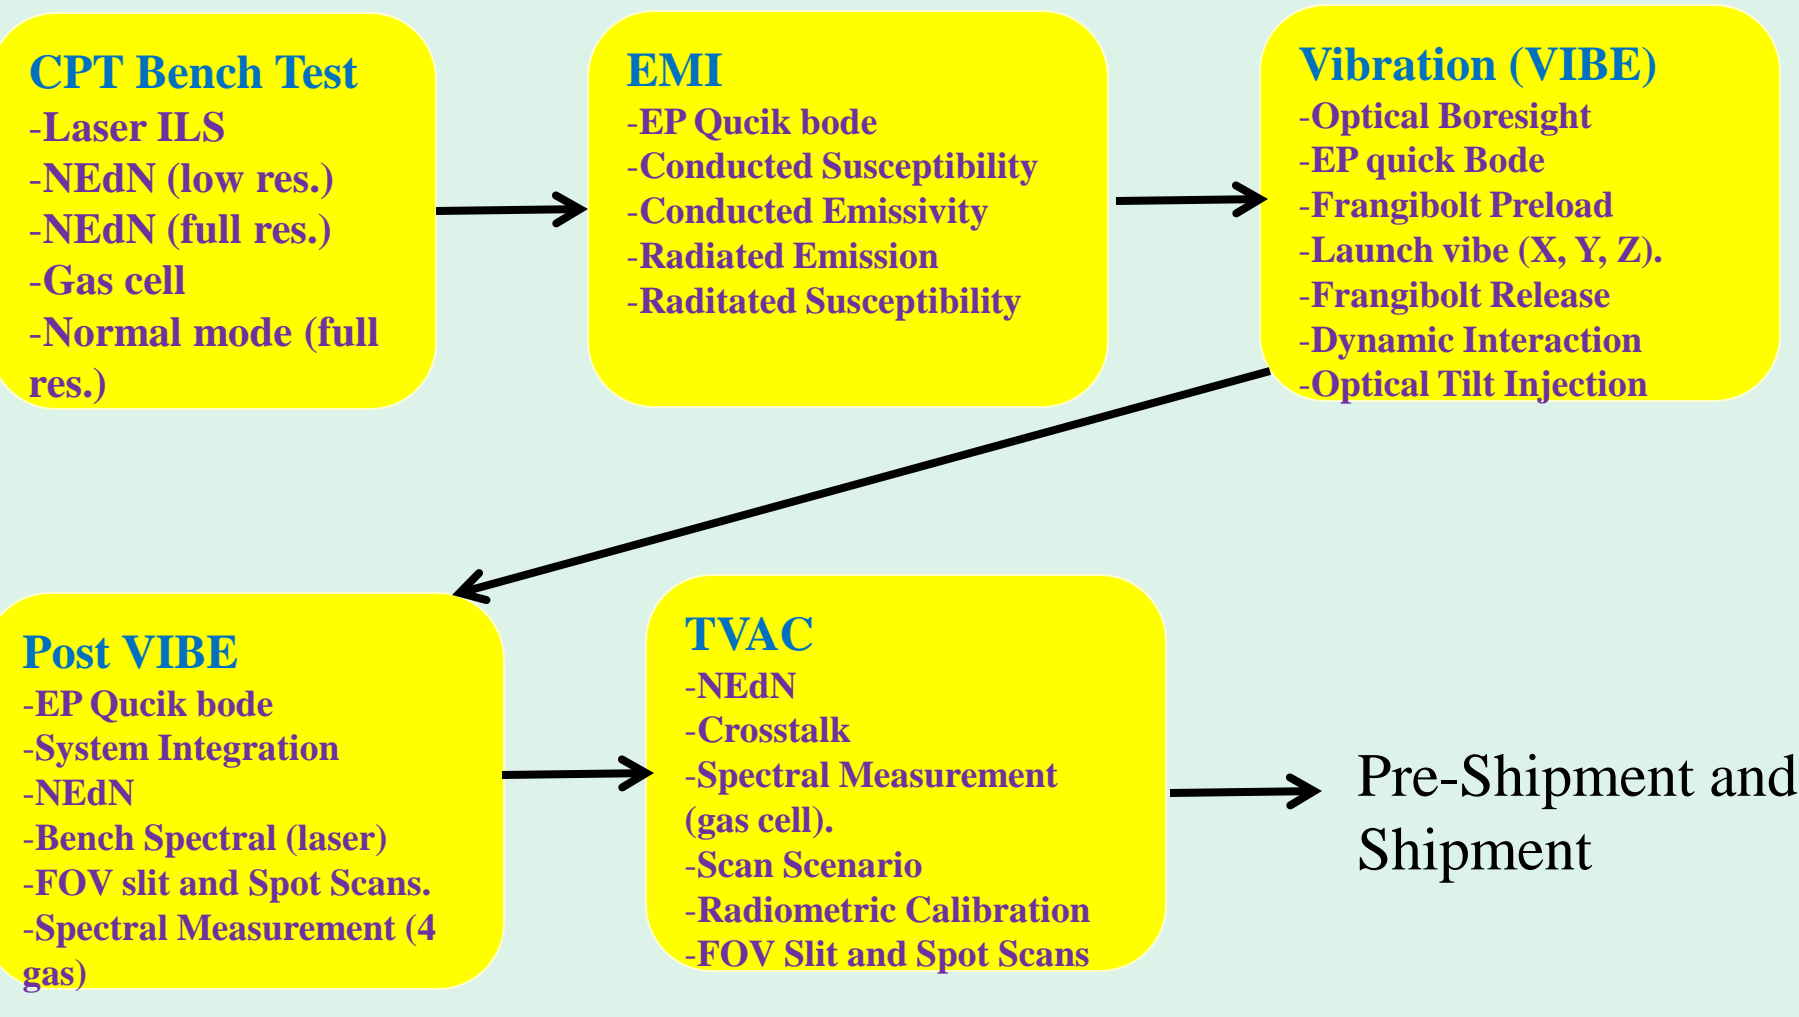 CPT Bench Test
-Laser ILS
-NEdN (low res.)
-NEdN (full res.)
-Gas cell
-Normal mode (full
res.)
EMI
-EP Qucik bode
-Conducted Susceptibility
-Conducted Emissivity
-Radiated Emission
-Raditated Susceptibility
Vibration (VIBE)
-Optical Boresight
-EP quick Bode
-Frangibolt Preload
-Launch vibe (X, Y, Z).
-Frangibolt Release
-Dynamic Interaction
-Optical Tilt Injection
Post VIBE
-EP Qucik bode
-System Integration
-NEdN
-Bench Spectral (laser)
-FOV slit and Spot Scans.
-Spectral Measurement (4
gas)
TVAC
-NEdN
-Crosstalk
-Spectral Measurement
(gas cell).
-Scan Scenario
-Radiometric Calibration
-FOV Slit and Spot Scans
Pre-Shipment and
Shipment